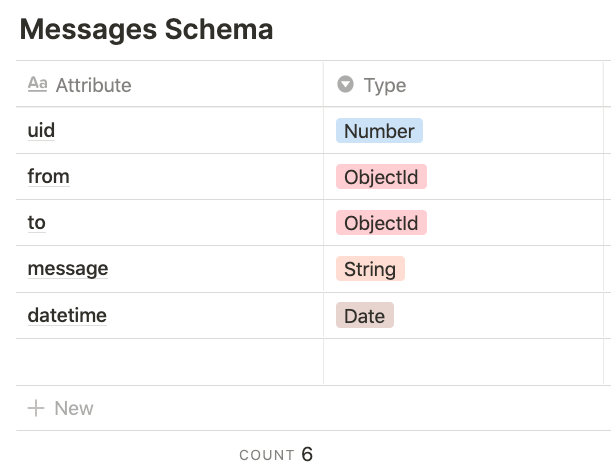 Messages Schema
Aa Attribute Type
uid Number
from ObjectId
to ObjectId
message String
datetime Date
+ New
COUNT 6